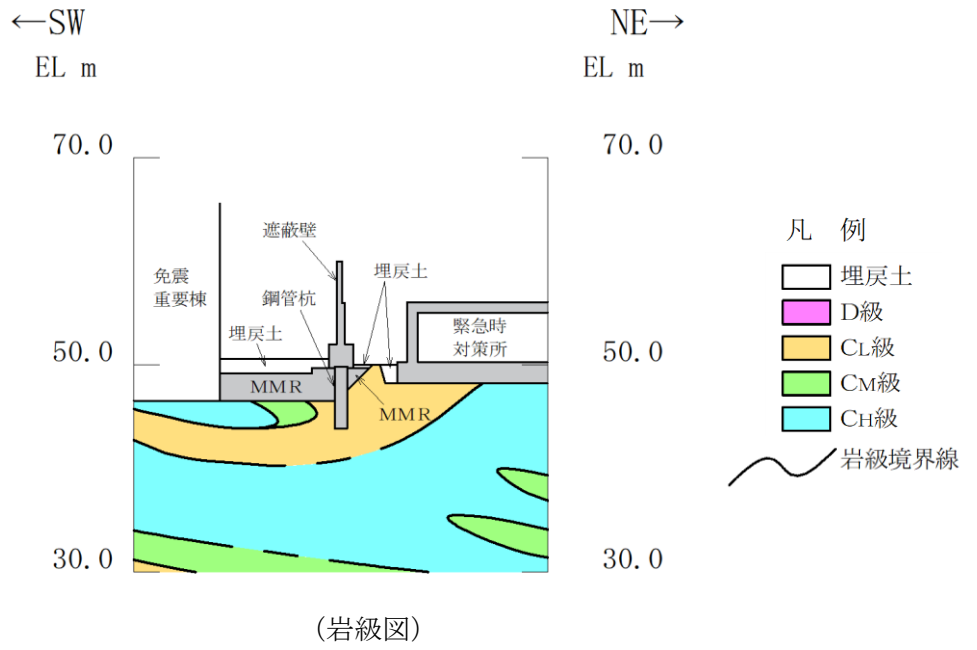 ←SW
NE→
EL m
EL m
70.0
70.0
遮蔽壁
埋戻土
免震
重要棟
鋼管杭
埋戻土
緊急時
対策所
50.0
50.0
MMR
MMR
30.0
30.0
凡 例
埋戻土
D級
CL級
CM級
CH級
岩級境界線
(岩級図)